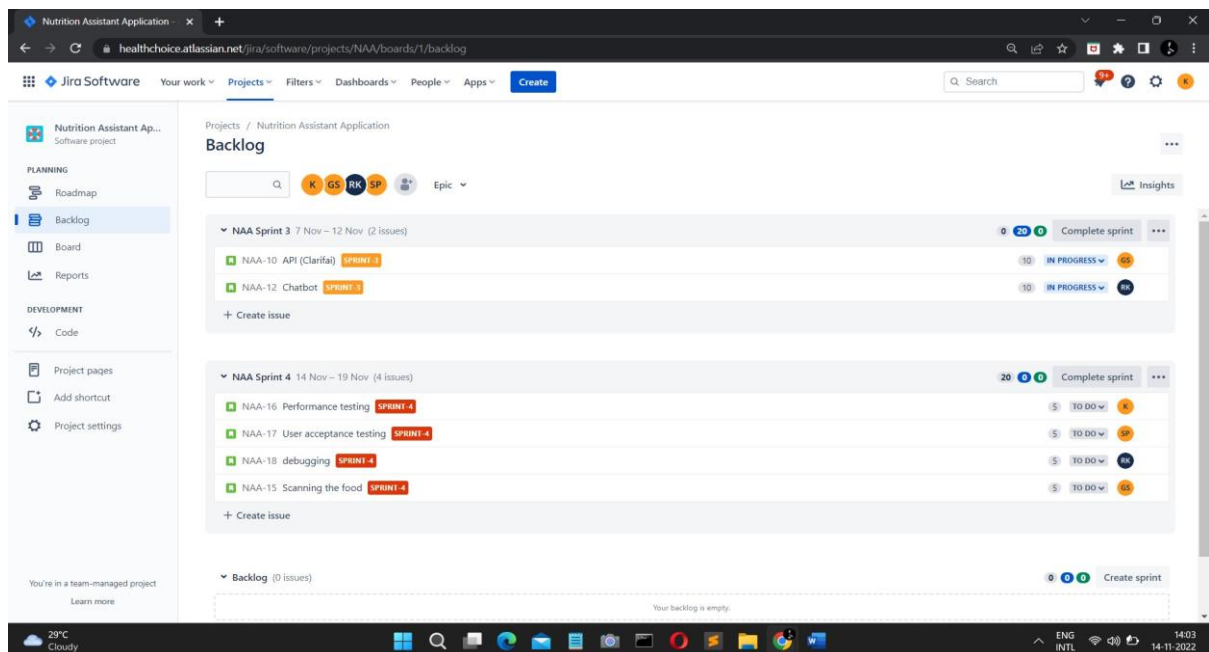 Nutrition Assistant Application -
healthchoice.atlassian.net/jira/software/projects/NAA/boards/1/backlog
Jira Software Your work Projects Filters Dashboards People Apps Create Search 9+ K
Nutrition Assistant Ap...
Software project
PLANNING
Roadmap
Backlog
Board
Reports
DEVELOPMENT
Code
Project pages
Add shortcut
Project settings
You're in a team-managed project
Learn more
Projects / Nutrition Assistant Application
Backlog
K GS RK SP Epic Insights
NAA Sprint 3 7 Nov – 12 Nov (2 issues) 0 20 0 Complete sprint
NAA-10 API (Clarifai) SPRINT-3 10 IN PROGRESS GS
NAA-12 Chatbot SPRINT-3 10 IN PROGRESS RK
+ Create issue
NAA Sprint 4 14 Nov – 19 Nov (4 issues) 20 0 0 Complete sprint
NAA-16 Performance testing SPRINT-4 5 TO DO K
NAA-17 User acceptance testing SPRINT-4 5 TO DO SP
NAA-18 debugging SPRINT-4 5 TO DO RK
NAA-15 Scanning the food SPRINT-4 5 TO DO GS
+ Create issue
Backlog (0 issues) 0 0 0 Create sprint
Your backlog is empty.
29°C
Cloudy
ENG
INTL
14:03
14-11-2022